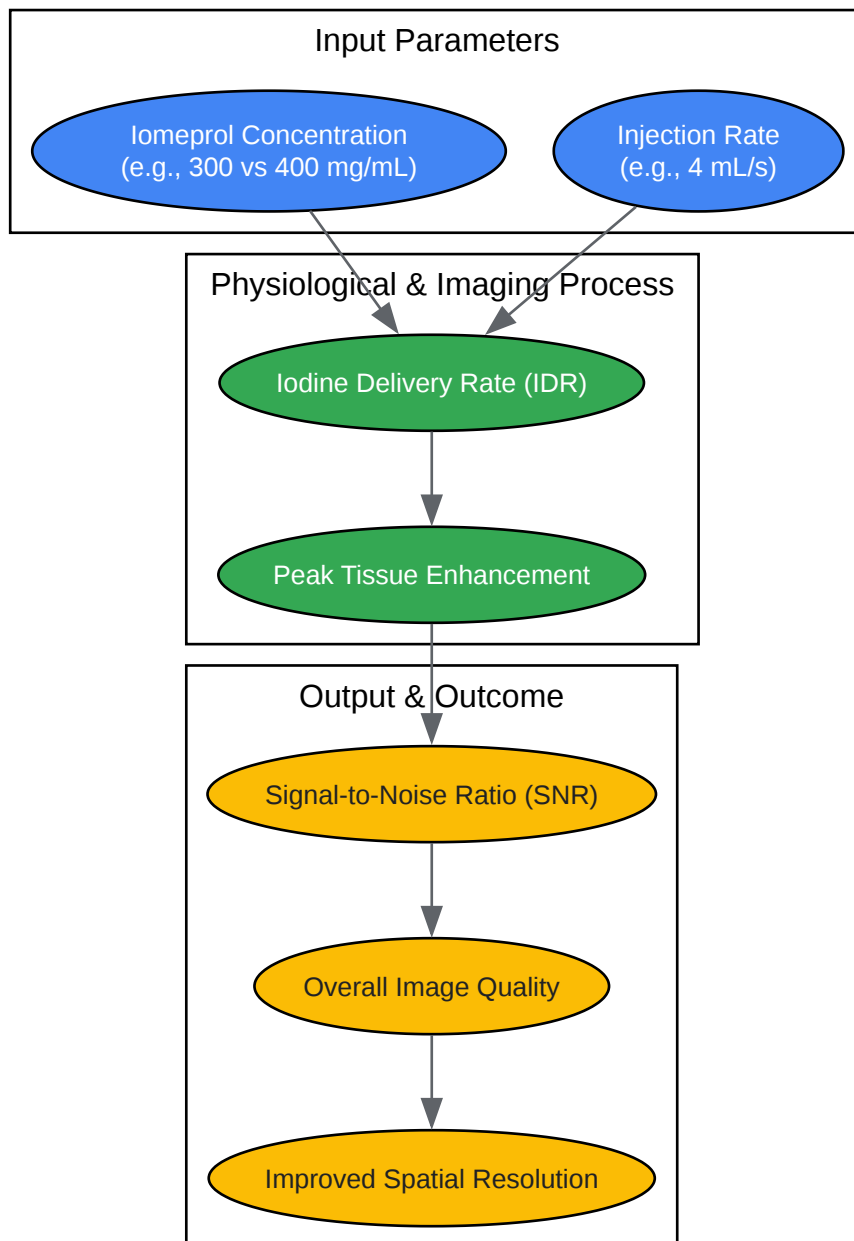 Input Parameters
Iomeprol Concentration
(e.g., 300 vs 400 mg/mL)
Injection Rate
(e.g., 4 mL/s)
Physiological & Imaging Process
Iodine Delivery Rate (IDR)
Peak Tissue Enhancement
Output & Outcome
Signal-to-Noise Ratio (SNR)
Overall Image Quality
Improved Spatial Resolution